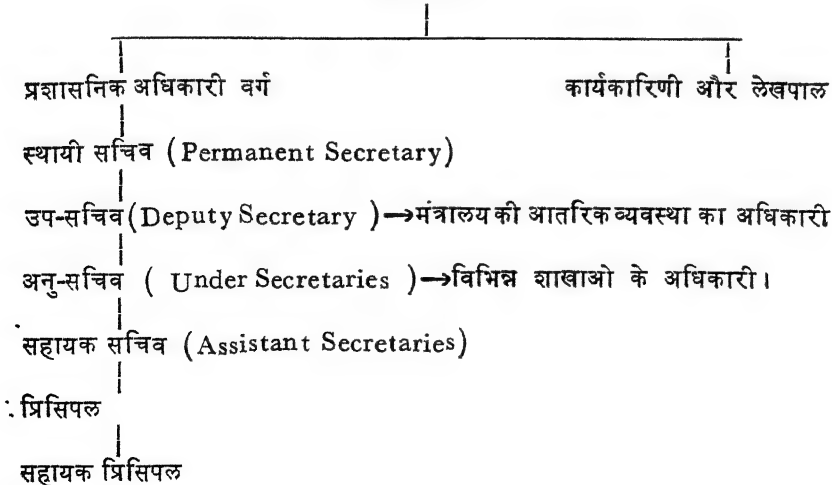 प्रशासनिक अधिकारी वर्ग कार्यकारिणी और लेखपाल
स्थायी सचिव (Permanent Secretary)
उप-सचिव (Deputy Secretary ) → मंत्रालय की आतरिक व्यवस्था का अधिकारी
अनु-सचिव ( Under Secretaries ) → विभिन्न शाखाओ के अधिकारी।
सहायक सचिव (Assistant Secretaries)
प्रिसिपल
सहायक प्रिसिपल